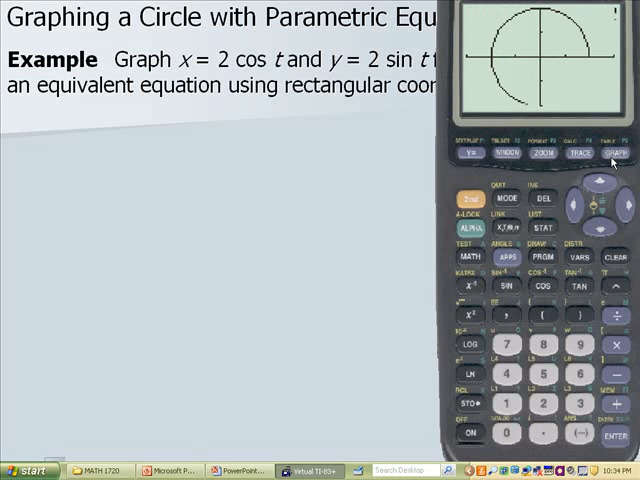 Graphing a Circle with Parametric Equ
Example Graph x = 2 cos t and y = 2 sin t f
an equivalent equation using rectangular coor
STAT PLOT F1 TBLSET F2 FORMAT F3 CALC F4 TABLE F5
Y= WINDOW ZOOM TRACE GRAPH
QUIT INS
2nd MODE DEL
A-LOCK LINK LIST
ALPHA X,T,Θ,n STAT
TEST A ANGLE B DRAW C DISTR
MATH APPS PRGM VARS CLEAR
MATRX D SIN⁻¹ E COS⁻¹ F TAN⁻¹ G π H
x⁻¹ SIN COS TAN ^
x² , ( ) ÷
LOG 7 8 9 ×
LN 4 5 6 −
RCL X MEM
STO 1 2 3 +
OFF
ON 0 . (−) ENTER
start MATH 1720 Microsoft P... PowerPoint... Virtual TI-83+ Search Desktop 10:34 PM